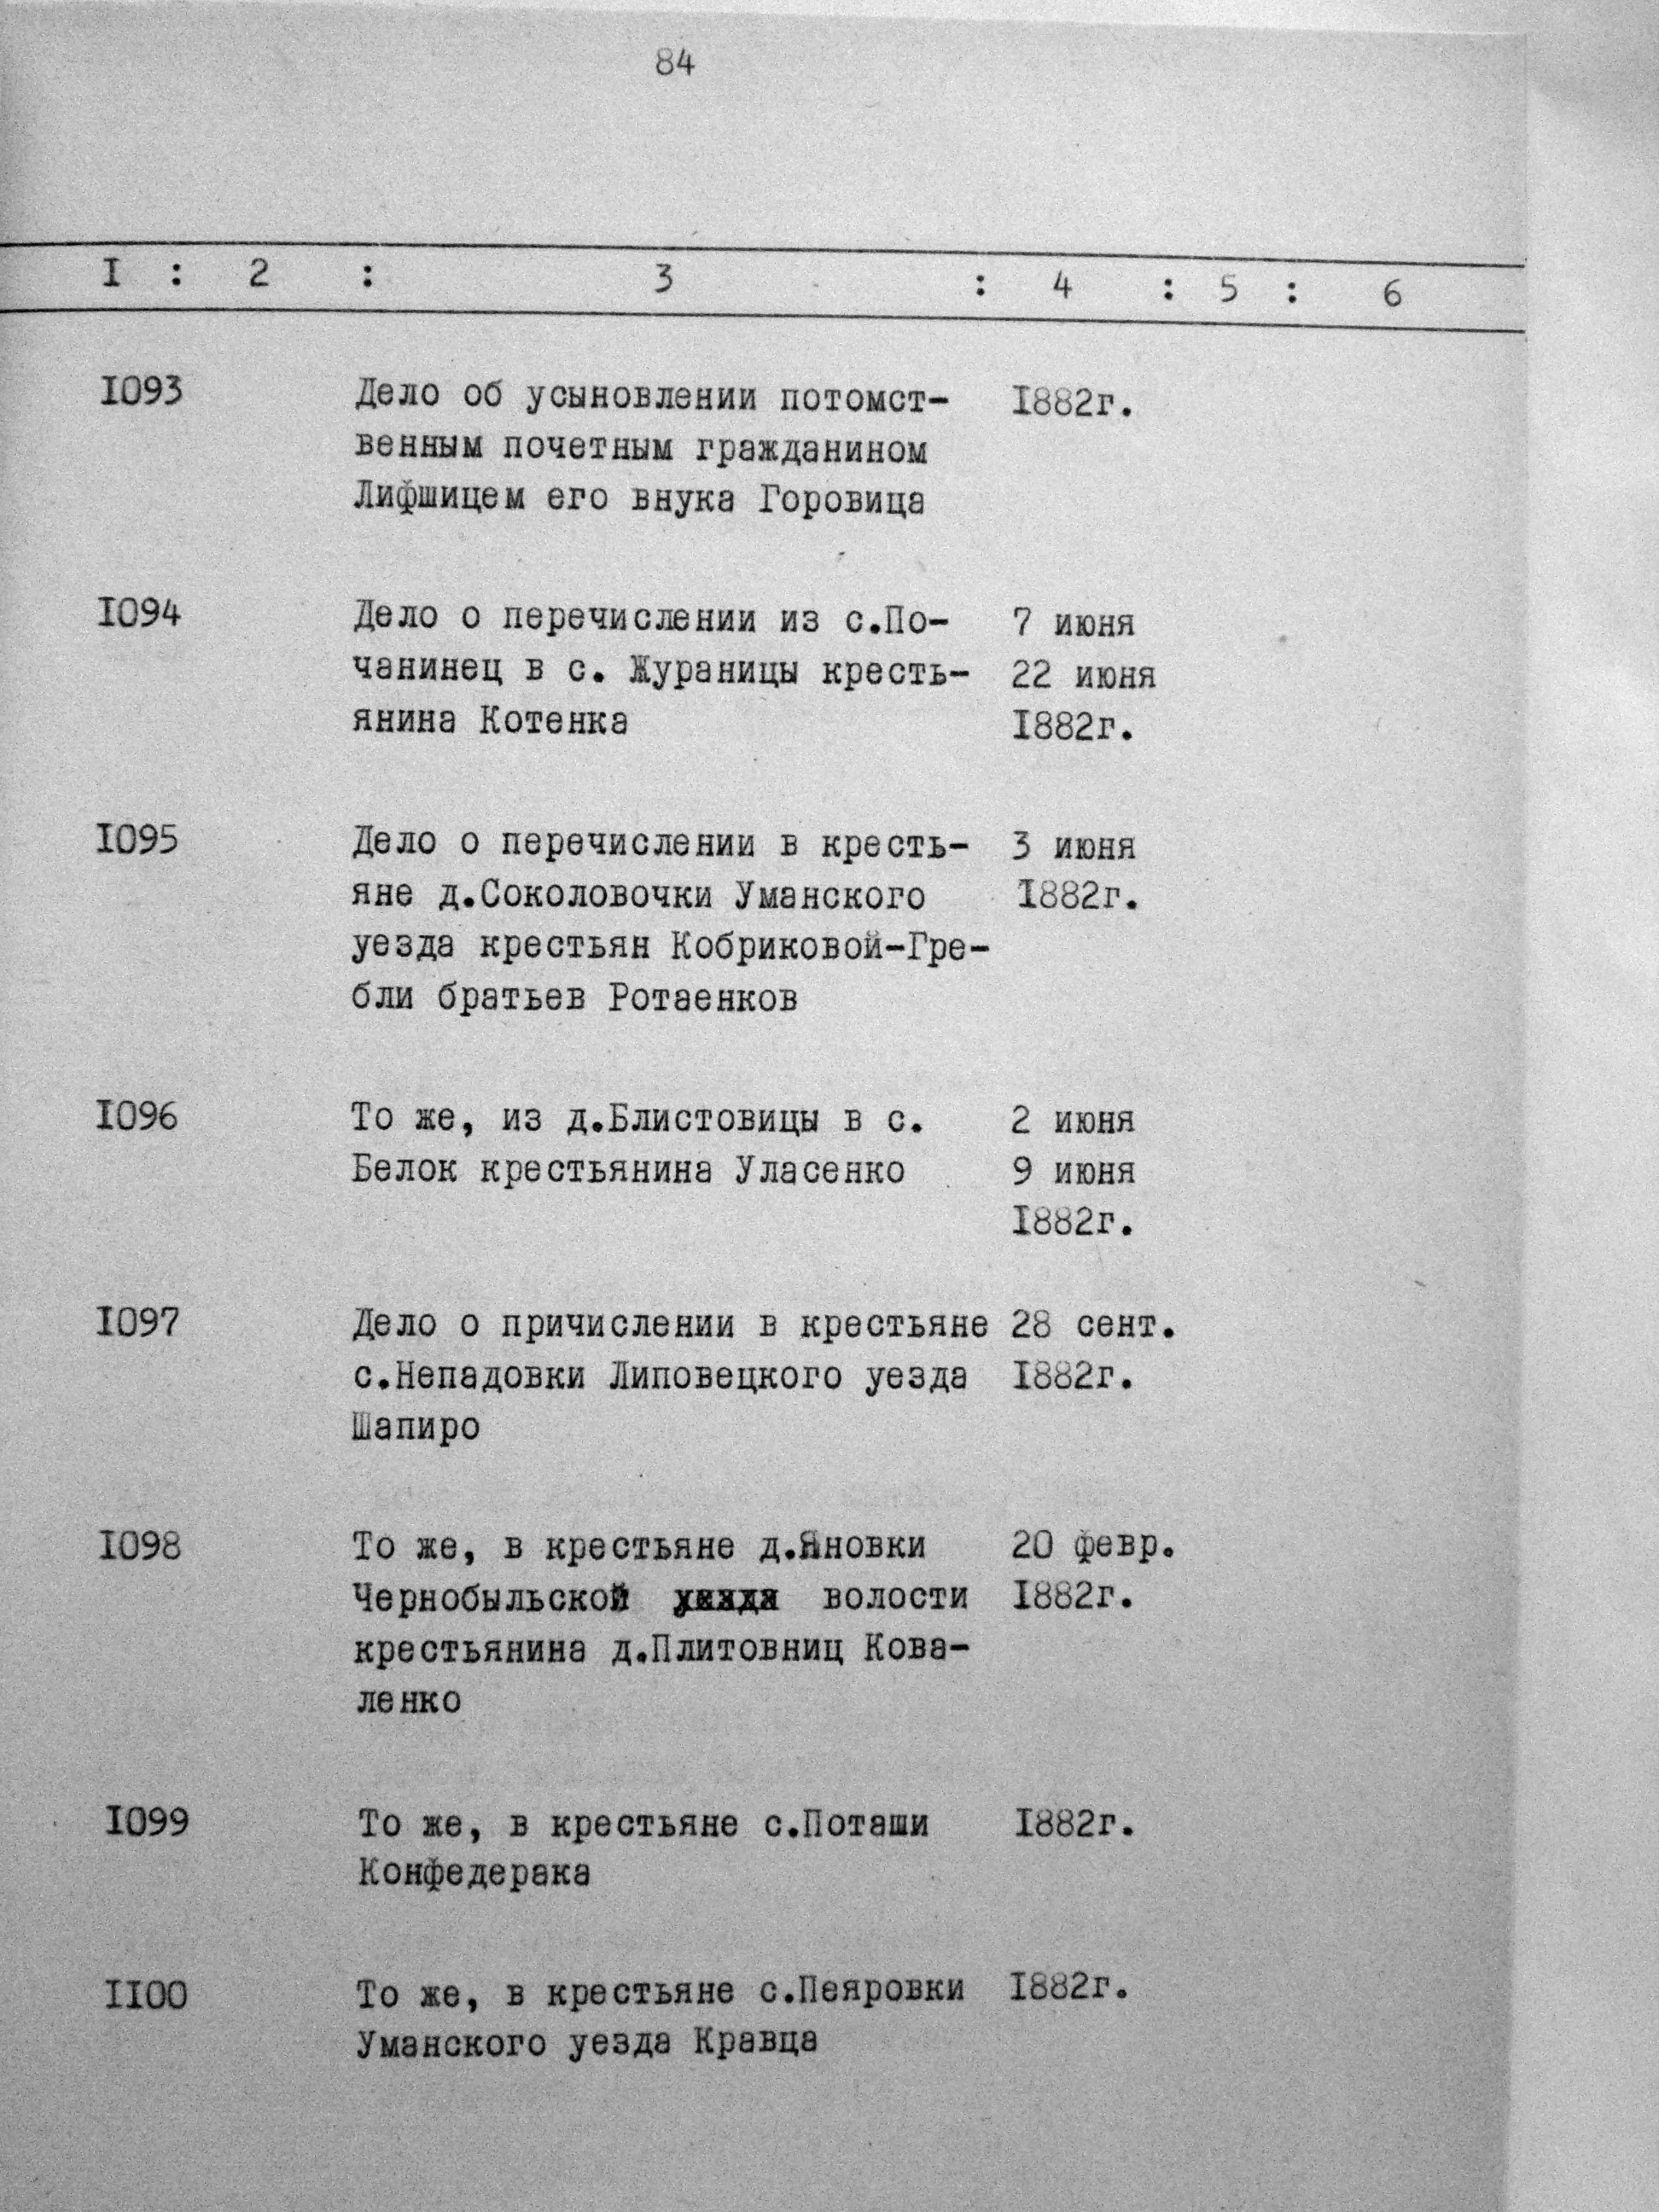 84
I : 2 : 3 : 4 : 5 : 6
I093 Дело об усыновлении потомст- I882г.
венным почетным гражданином
Лифшицем его внука Горовица
I094 Дело о перечислении из с.По- 7 июня
чанинец в с. Жураницы кресть- 22 июня
янина Котенка I882г.
I095 Дело о перечислении в кресть- 3 июня
яне д.Соколовочки Уманского I882г.
уезда крестьян Кобриковой-Гре-
бли братьев Ротаенков
I096 То же, из д.Блистовицы в с. 2 июня
Белок крестьянина Уласенко 9 июня
I882г.
I097 Дело о причислении в крестьяне 28 сент.
с.Непадовки Липовецкого уезда I882г.
Шапиро
I098 То же, в крестьяне д.Яновки 20 февр.
Чернобыльской волости I882г.
крестьянина д.Плитовниц Кова-
ленко
I099 То же, в крестьяне с.Поташи I882г.
Конфедерака
II00 То же, в крестьяне с.Пеяровки I882г.
Уманского уезда Кравца